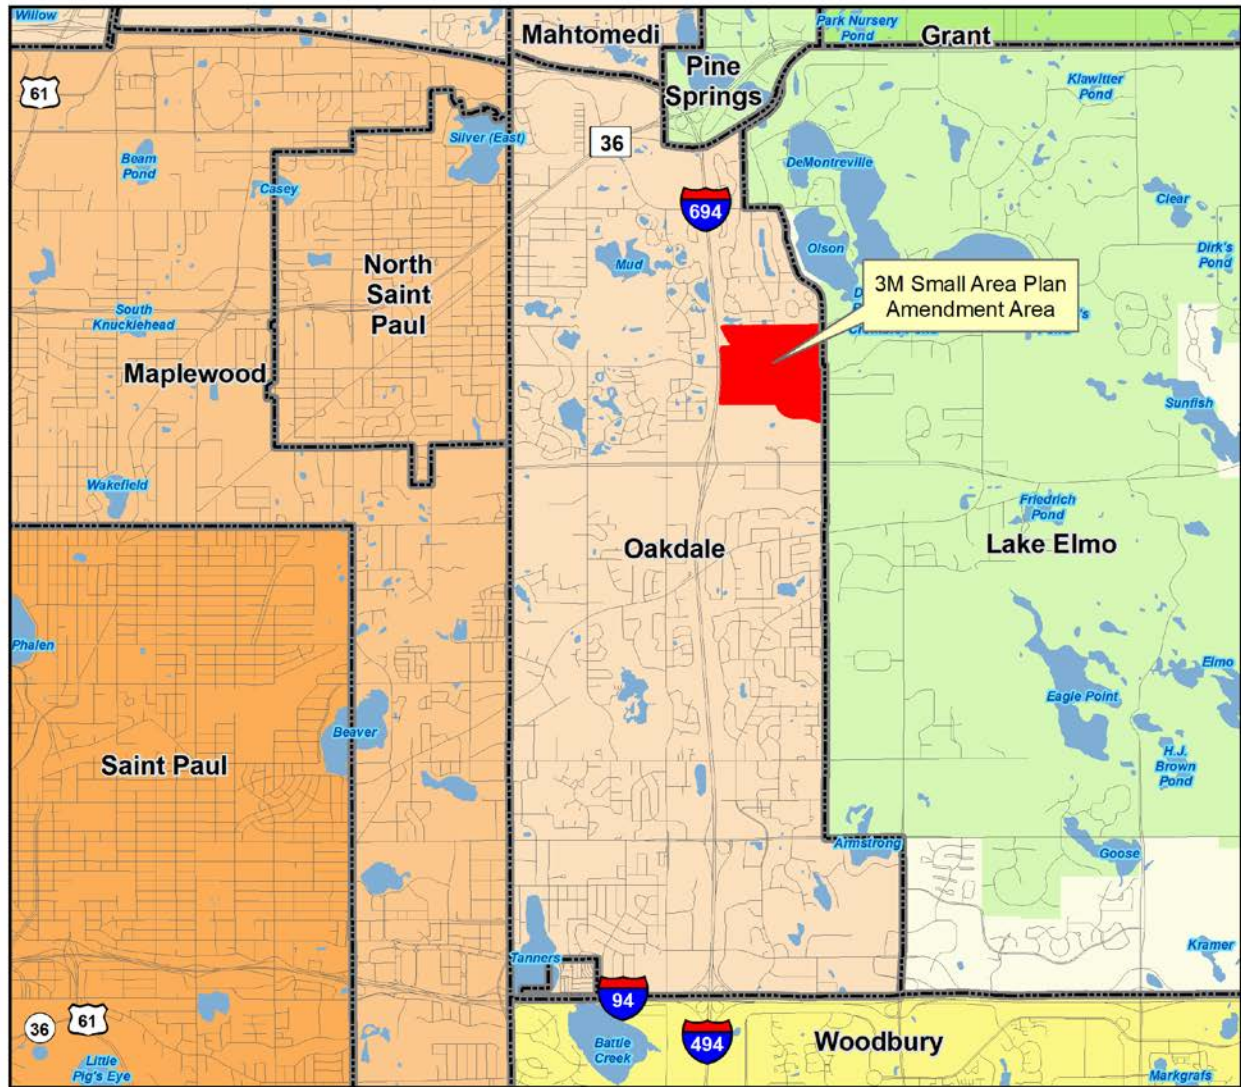 Willow
Mahtomedi
Park Nursery
Pond
Grant
61
Pine
Springs
Klawitter
Pond
Silver (East)
36
Beam
Pond
DeMontreville
Casey
694
Clear
Olson
Dirk's
Pond
North
Saint
Paul
Mud
3M Small Area Plan
Amendment Area
South
Knucklehead
Maplewood
Sunfish
Wakefield
Friedrich
Pond
Oakdale
Lake Elmo
Phalen
Elmo
Eagle Point
Beaver
Saint Paul
H.J.
Brown
Pond
Armstrong
Goose
Tanners
Kramer
94
36
61
Battle
Creek
494
Woodbury
Little
Pig's Eye
Markgrafs